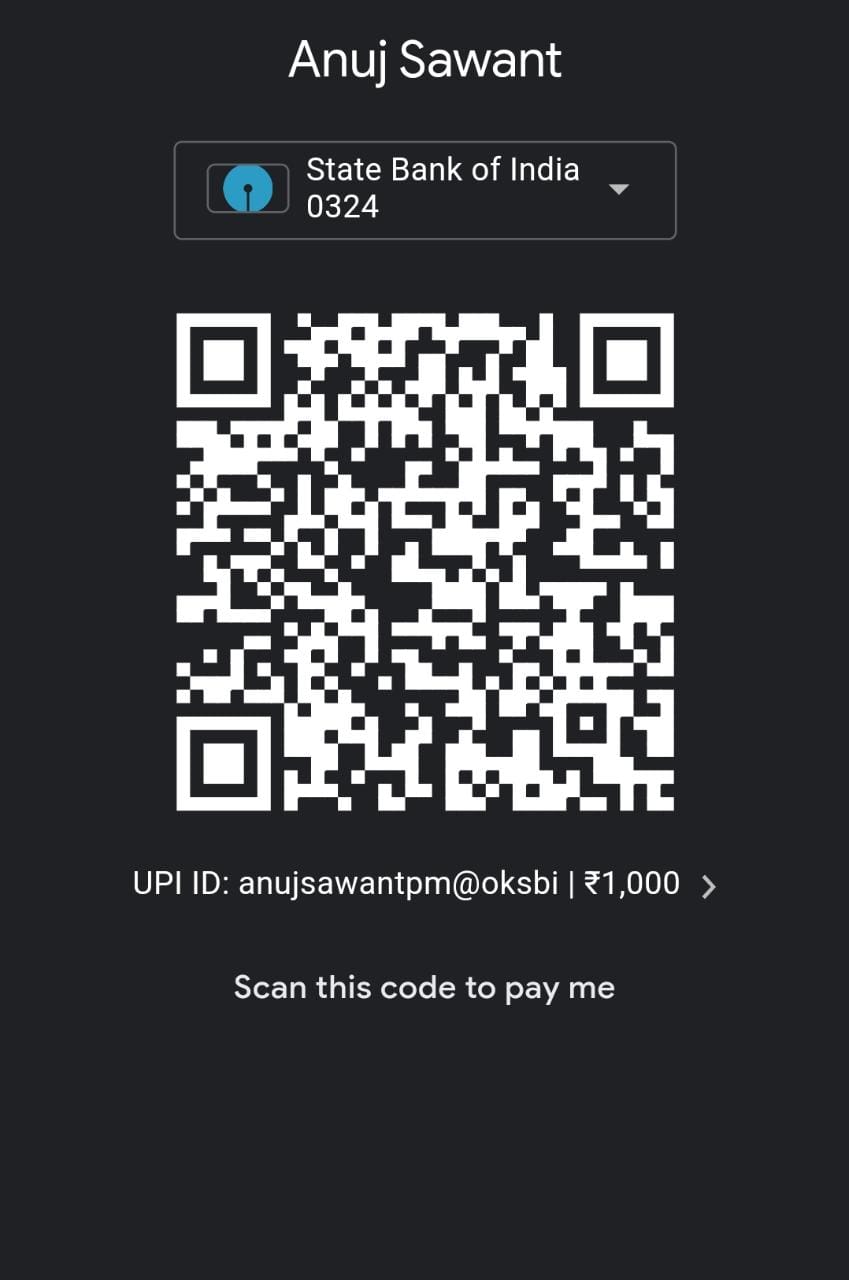 Anuj Sawant
State Bank of India
0324
UPI ID: anujsawantpm@oksbi | ₹1,000
Scan this code to pay me